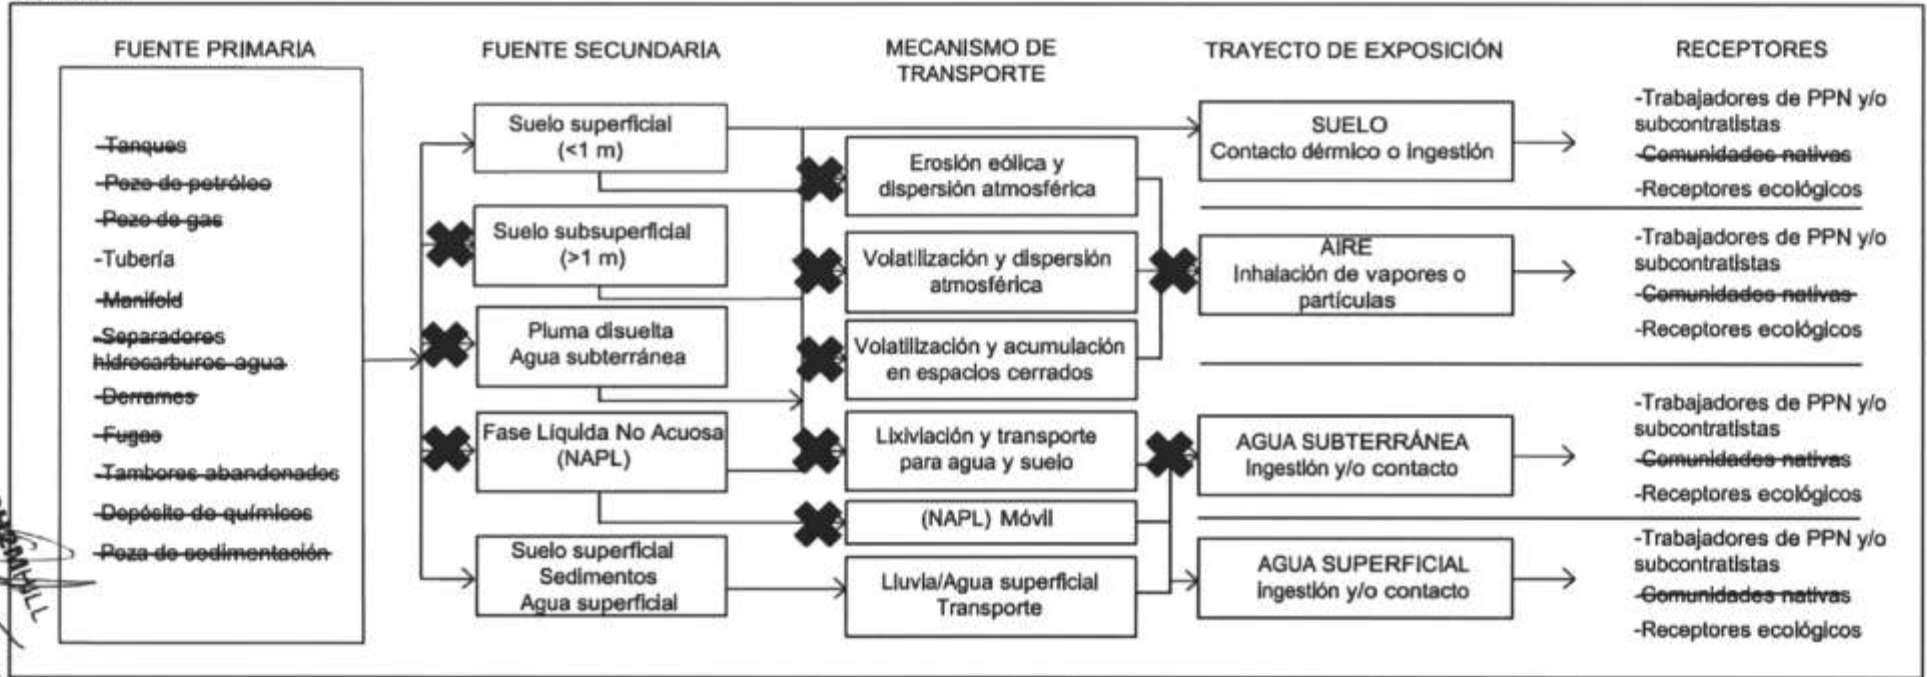 FUENTE PRIMARIA
-Tanques
-Pozo de petróleo
-Pozo de gas
-Tubería
-Manifold
-Separadores
hidrocarburos-agua
-Derrames
-Fugas
-Tambores abandonados
-Depósito de químicos
-Poza de sedimentación
FUENTE SECUNDARIA
Suelo superficial
(<1 m)
Suelo subsuperficial
(>1 m)
Pluma disuelta
Agua subterránea
Fase Líquida No Acuosa
(NAPL)
Suelo superficial
Sedimentos
Agua superficial
MECANISMO DE
TRANSPORTE
Erosión eólica y
dispersión atmosférica
Volatilización y dispersión
atmosférica
Volatilización y acumulación
en espacios cerrados
Lixiviación y transporte
para agua y suelo
(NAPL) Móvil
Lluvia/Agua superficial
Transporte
TRAYECTO DE EXPOSICIÓN
SUELO
Contacto dérmico o ingestión
AIRE
Inhalación de vapores o
partículas
AGUA SUBTERRÁNEA
Ingestión y/o contacto
AGUA SUPERFICIAL
Ingestión y/o contacto
RECEPTORES
-Trabajadores de PPN y/o
subcontratistas
-Comunidades nativas
-Receptores ecológicos
-Trabajadores de PPN y/o
subcontratistas
-Comunidades nativas
-Receptores ecológicos
-Trabajadores de PPN y/o
subcontratistas
-Comunidades nativas
-Receptores ecológicos
-Trabajadores de PPN y/o
subcontratistas
-Comunidades nativas
-Receptores ecológicos